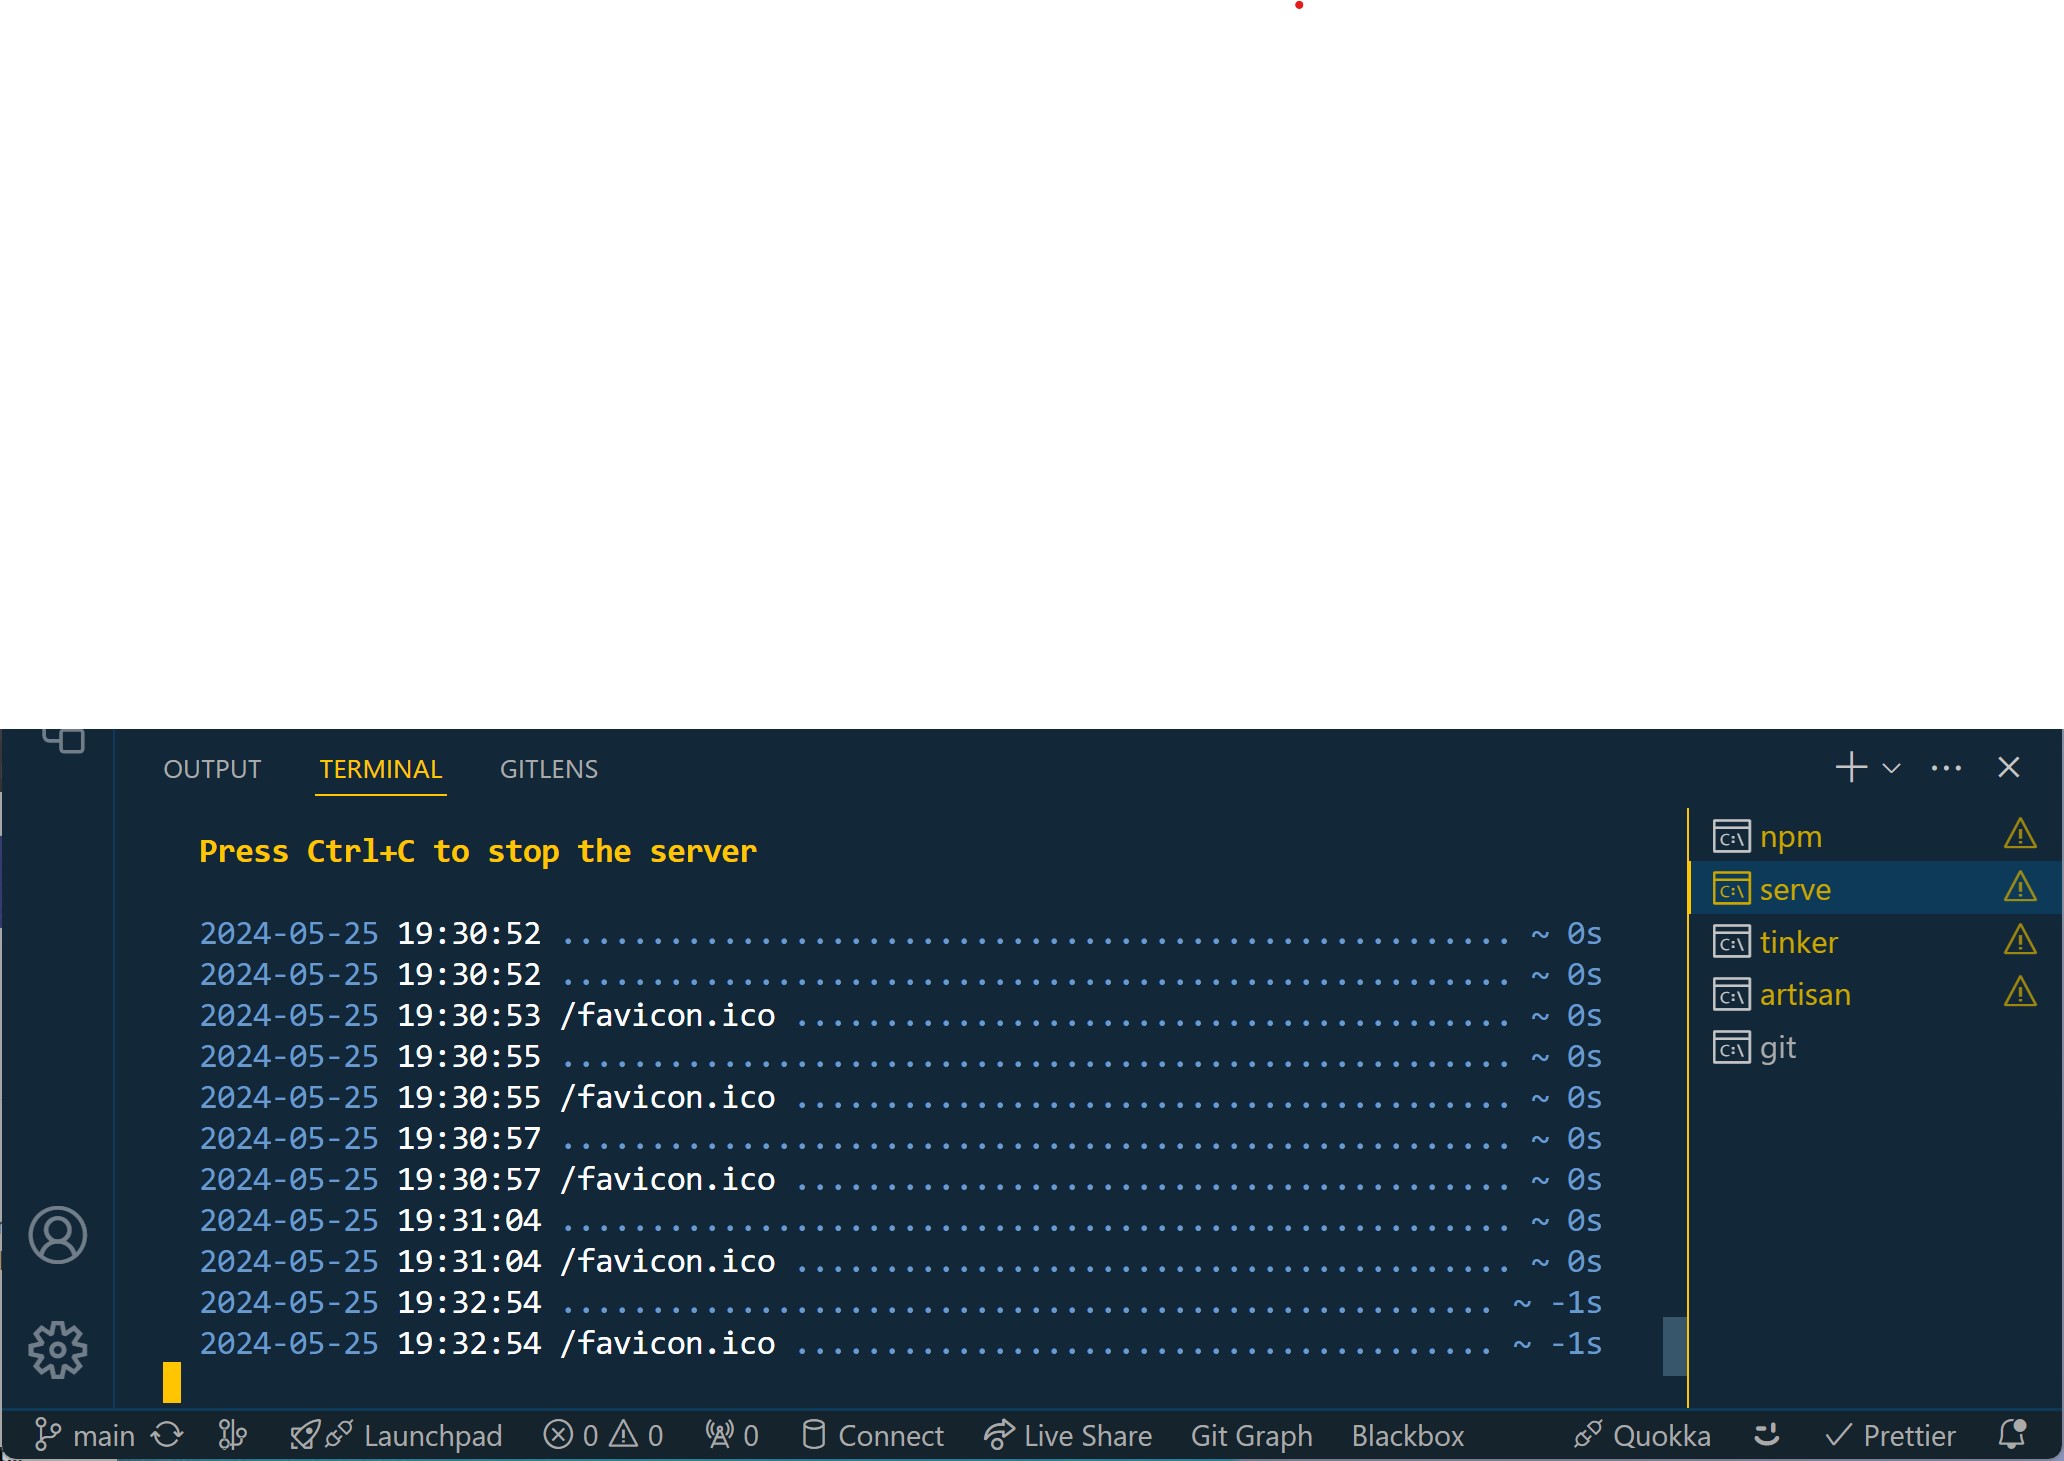 OUTPUT TERMINAL GITLENS
Press Ctrl+C to stop the server
2024-05-25 19:30:52 ..................................................... ~ 0s
2024-05-25 19:30:52 ..................................................... ~ 0s
2024-05-25 19:30:53 /favicon.ico ........................................ ~ 0s
2024-05-25 19:30:55 ..................................................... ~ 0s
2024-05-25 19:30:55 /favicon.ico ........................................ ~ 0s
2024-05-25 19:30:57 ..................................................... ~ 0s
2024-05-25 19:30:57 /favicon.ico ........................................ ~ 0s
2024-05-25 19:31:04 ..................................................... ~ 0s
2024-05-25 19:31:04 /favicon.ico ........................................ ~ 0s
2024-05-25 19:32:54 .................................................... ~ -1s
2024-05-25 19:32:54 /favicon.ico ....................................... ~ -1s
C:\ npm
C:\ serve
C:\ tinker
C:\ artisan
C:\ git
main Launchpad 0 0 0 Connect Live Share Git Graph Blackbox Quokka Prettier